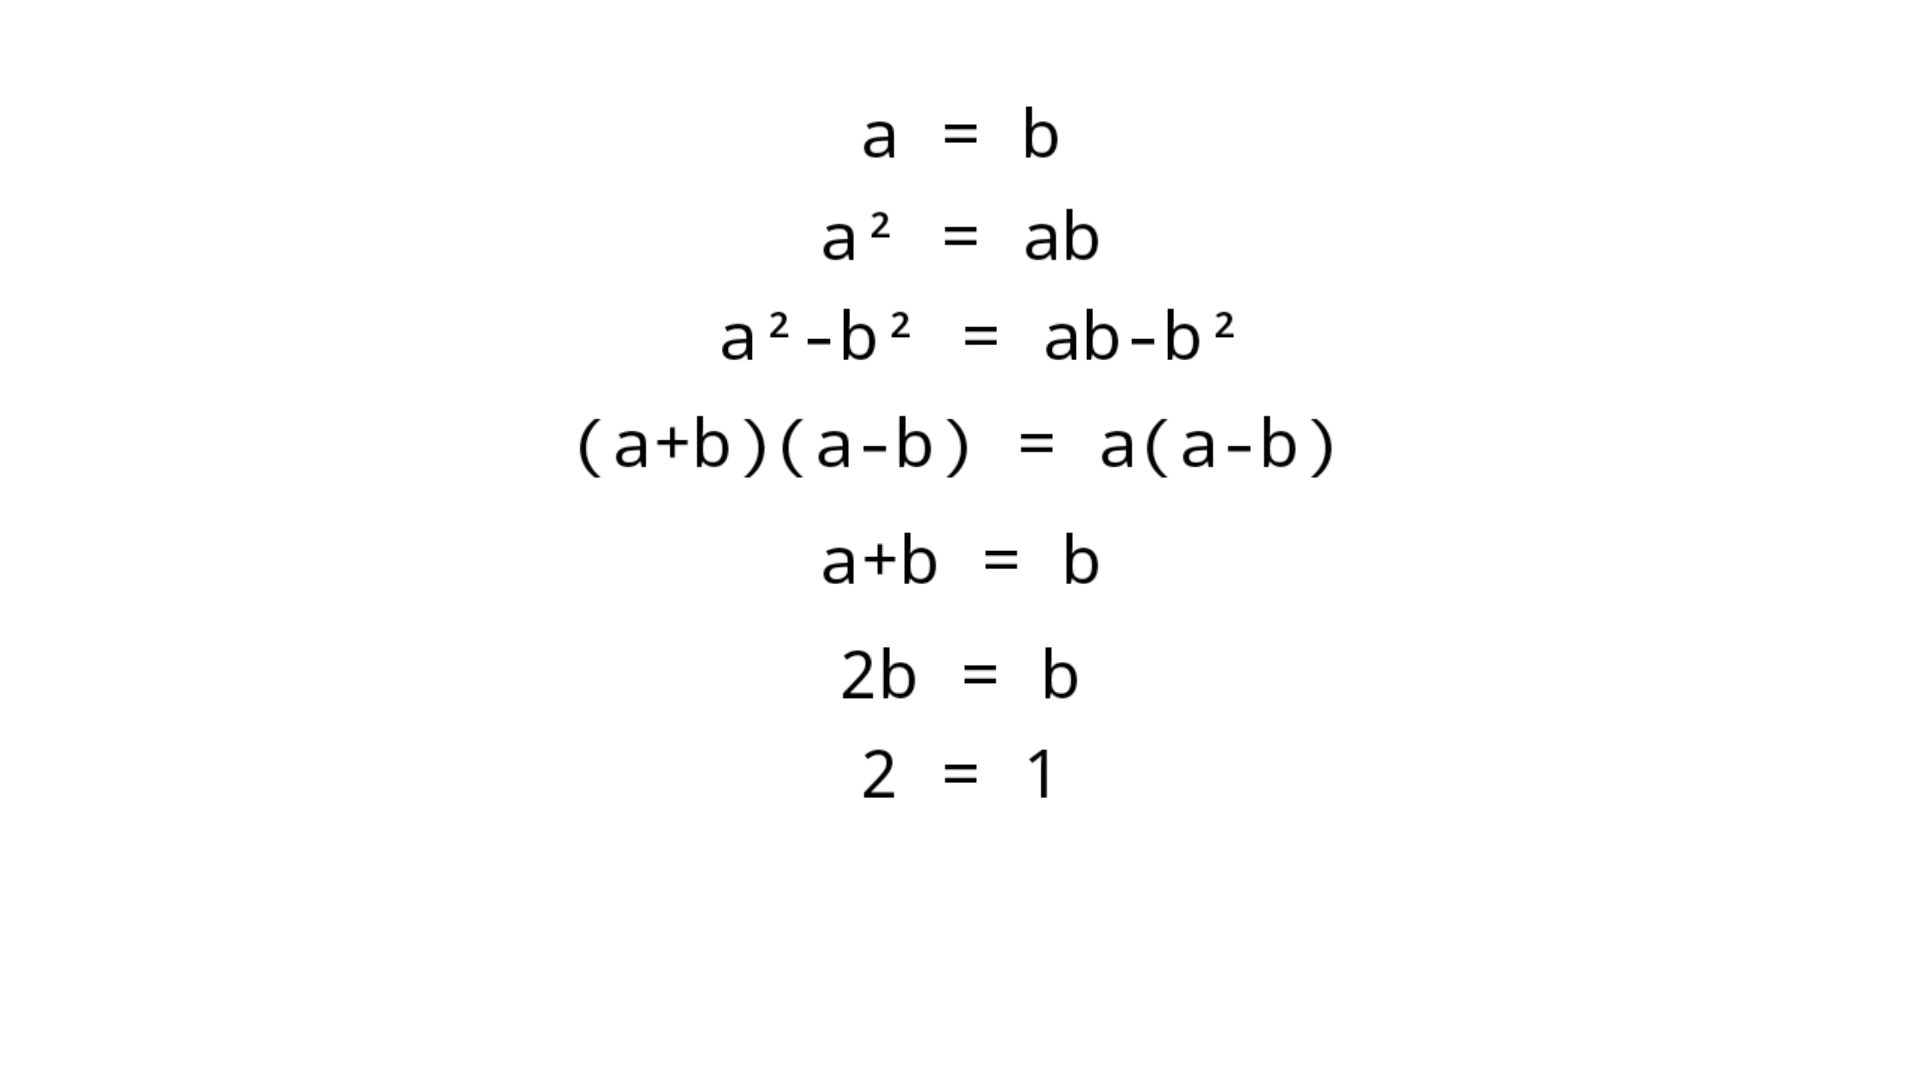 a = b
a² = ab
a²-b² = ab-b²
(a+b)(a-b) = a(a-b)
a+b = b
2b = b
2 = 1